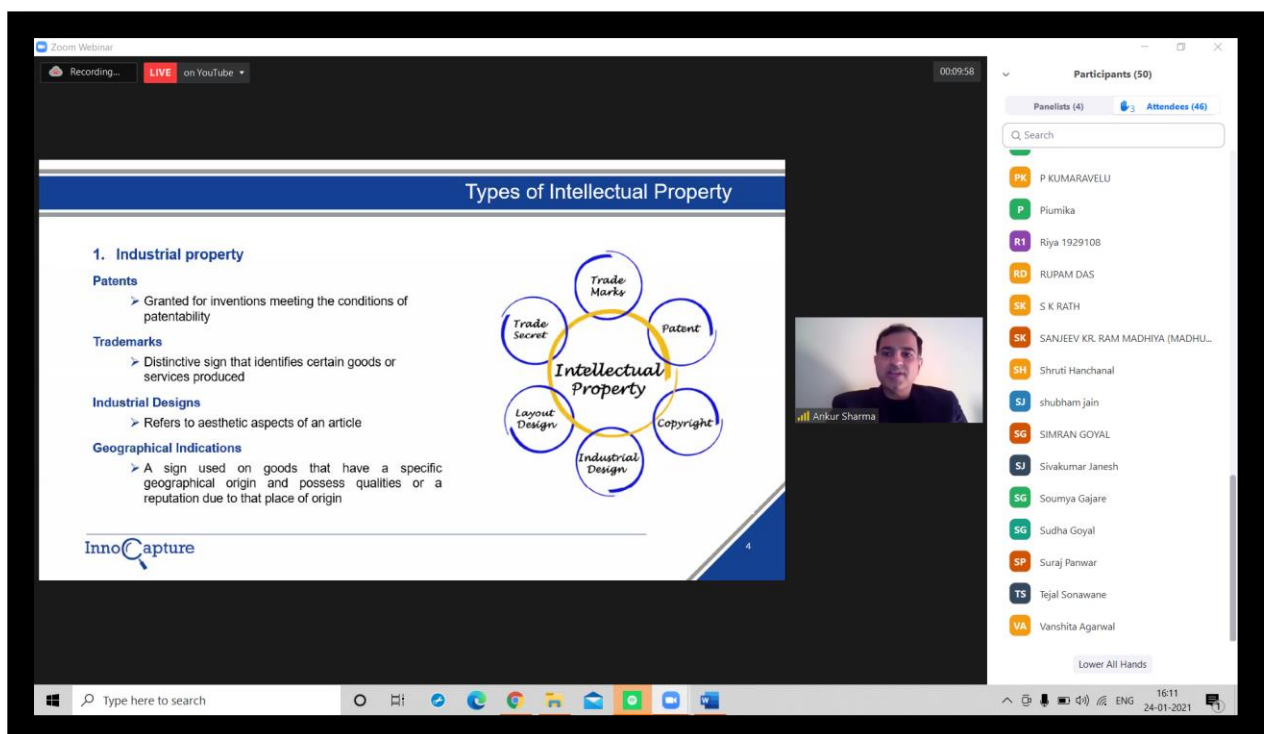 Zoom Webinar
Recording...
LIVE on YouTube
00:09:58
Types of Intellectual Property
1. Industrial property
Patents
➢ Granted for inventions meeting the conditions of
patentability
Trademarks
➢ Distinctive sign that identifies certain goods or
services produced
Industrial Designs
➢ Refers to aesthetic aspects of an article
Geographical Indications
➢ A sign used on goods that have a specific
geographical origin and possess qualities or a
reputation due to that place of origin
Trade
Marks
Trade
Secret
Patent
Intellectual
Property
Layout
Design
Copyright
Industrial
Design
InnoCapture
4
Ankur Sharma
Participants (50)
Panelists (4)
3 Attendees (46)
Search
PK P KUMARAVELU
P Piumika
R1 Riya 1929108
RD RUPAM DAS
SK S K RATH
SK SANJEEV KR. RAM MADHIYA (MADHU...
SH Shruti Hanchanal
SJ shubham jain
SG SIMRAN GOYAL
SJ Sivakumar Janesh
SG Soumya Gajare
SG Sudha Goyal
SP Suraj Panwar
TS Tejal Sonawane
VA Vanshita Agarwal
Lower All Hands
Type here to search
ENG
16:11
24-01-2021
1